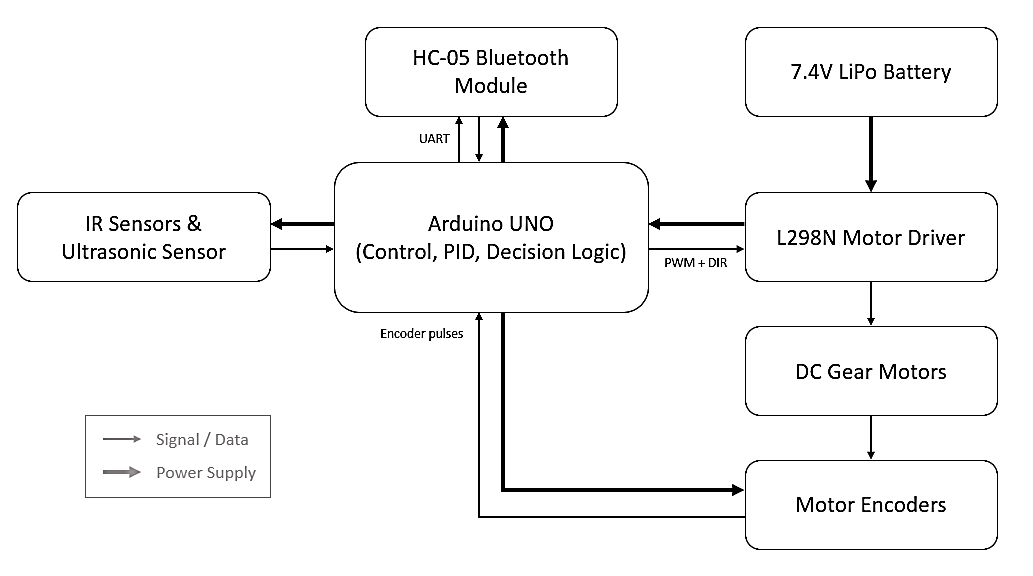 HC-05 Bluetooth
Module
7.4V LiPo Battery
UART
IR Sensors &
Ultrasonic Sensor
Arduino UNO
(Control, PID, Decision Logic)
L298N Motor Driver
PWM + DIR
Encoder pulses
DC Gear Motors
Signal / Data
Power Supply
Motor Encoders